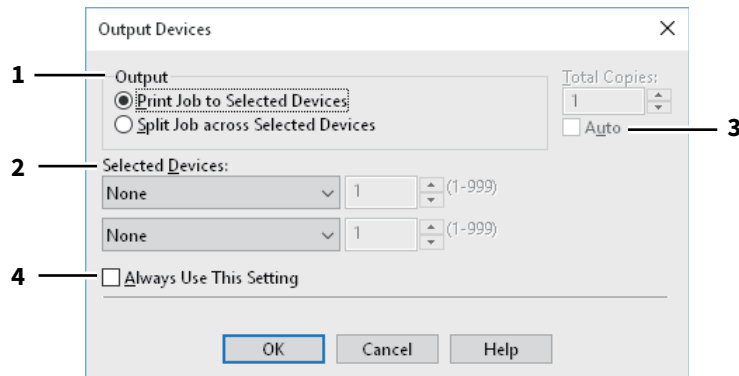 Output Devices
1
Output
Print Job to Selected Devices
Split Job across Selected Devices
Total Copies:
1
Auto
3
2
Selected Devices:
None
1
(1-999)
None
1
(1-999)
4
Always Use This Setting
OK
Cancel
Help